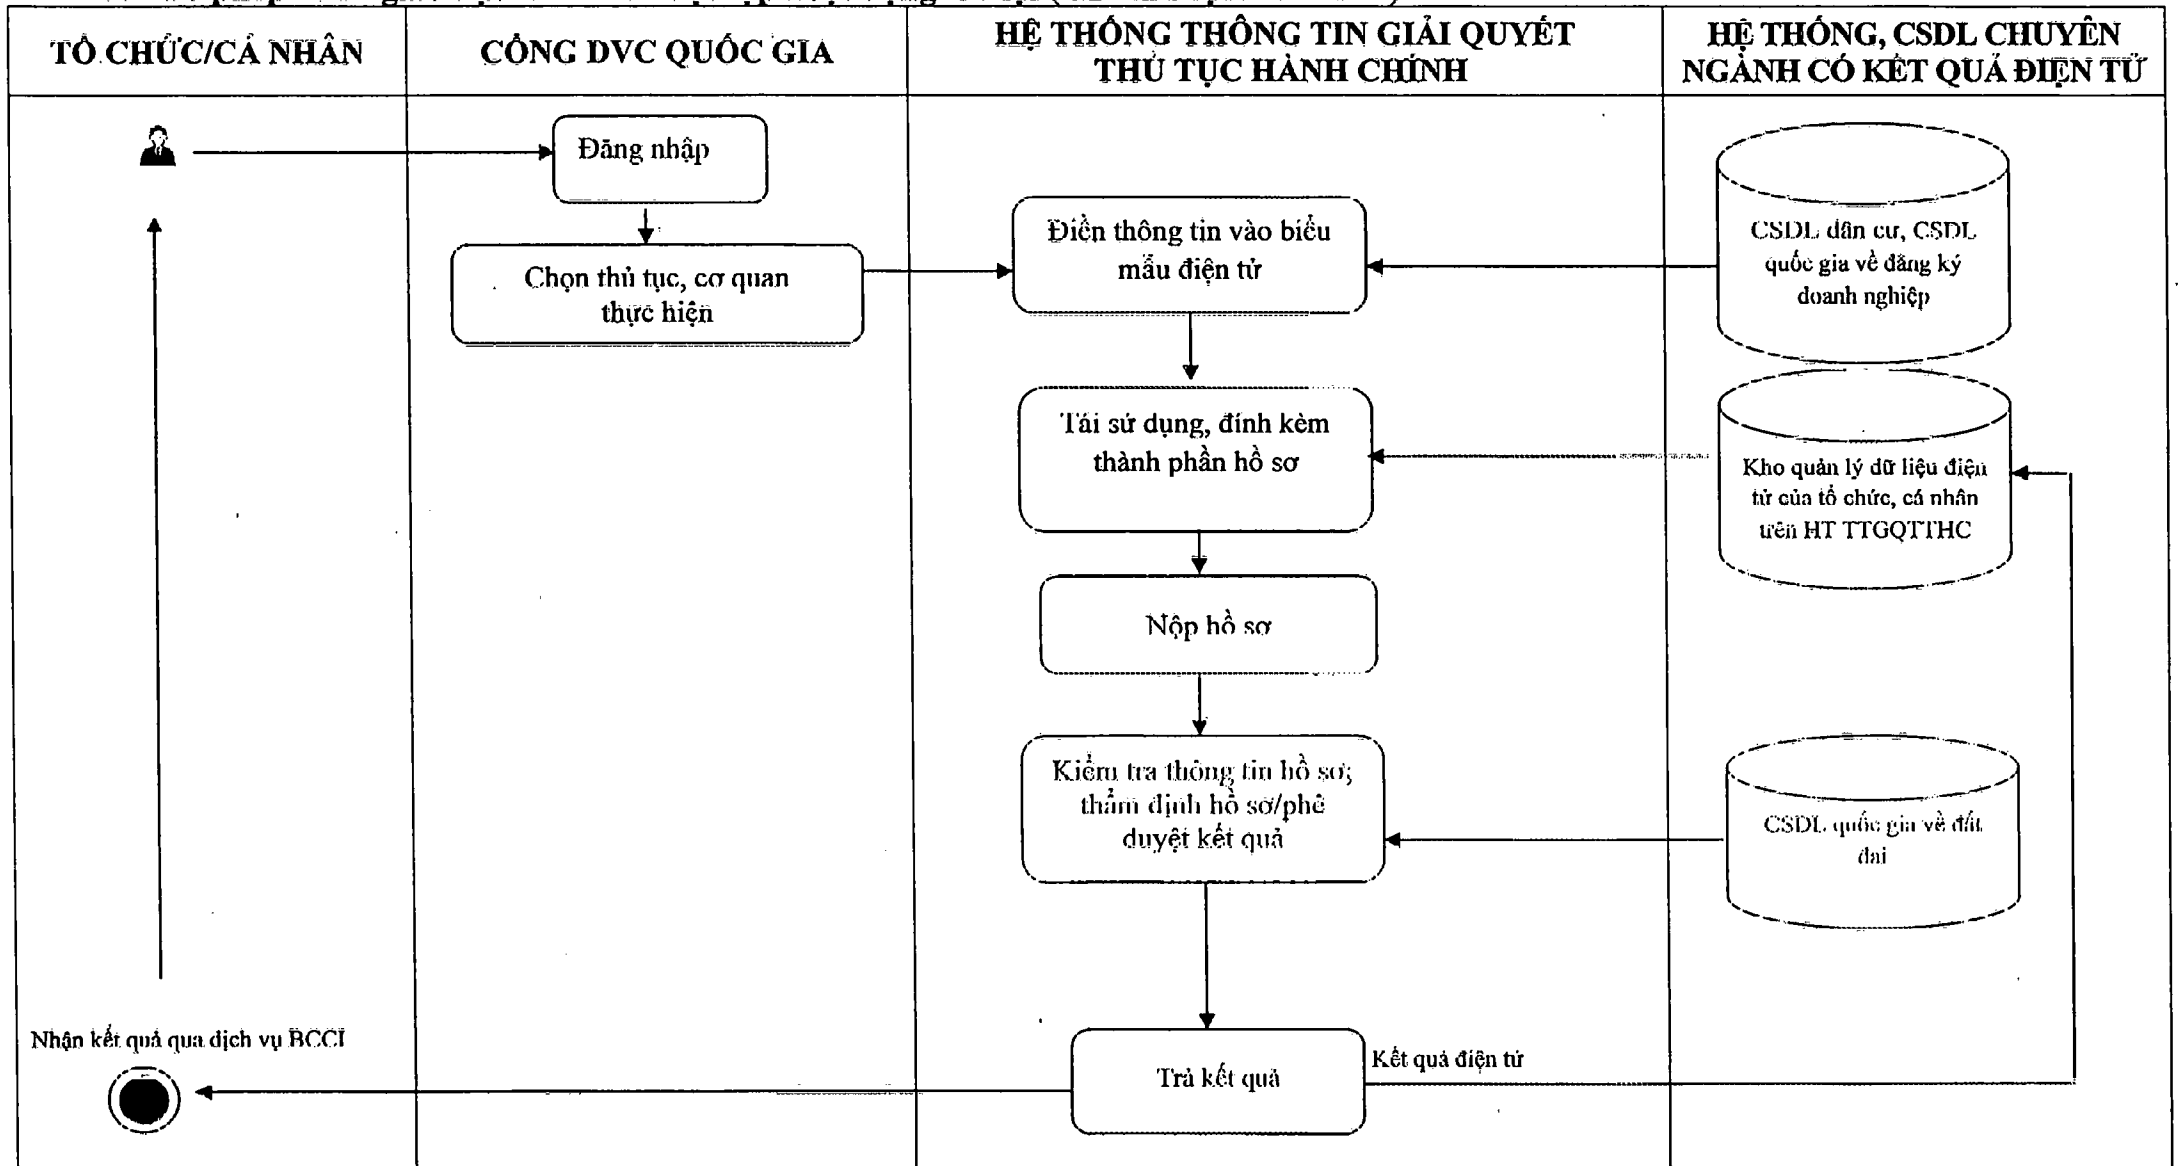 TỔ CHỨC/CÁ NHÂN
CỔNG DVC QUỐC GIA
HỆ THỐNG THÔNG TIN GIẢI QUYẾT
THỦ TỤC HÀNH CHÍNH
HỆ THỐNG, CSDL CHUYÊN
NGÀNH CÓ KẾT QUẢ ĐIỆN TỬ
Đăng nhập
Chọn thủ tục, cơ quan
thực hiện
Điền thông tin vào biểu
mẫu điện tử
CSDL dân cư, CSDL
quốc gia về đăng ký
doanh nghiệp
Tái sử dụng, đính kèm
thành phần hồ sơ
Kho quản lý dữ liệu điện
tử của tổ chức, cá nhân
trên HT TTGQTTHC
Nộp hồ sơ
Kiểm tra thông tin hồ sơ;
thẩm định hồ sơ/phê
duyệt kết quả
CSDL quốc gia về đất
đai
Nhận kết quả qua dịch vụ BCCI
Trả kết quả
Kết quả điện tử